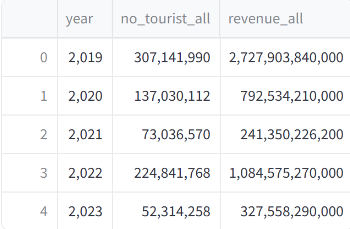 year no_tourist_all revenue_all
0 2,019 307,141,990 2,727,903,840,000
1 2,020 137,030,112 792,534,210,000
2 2,021 73,036,570 241,350,226,200
3 2,022 224,841,768 1,084,575,270,000
4 2,023 52,314,258 327,558,290,000